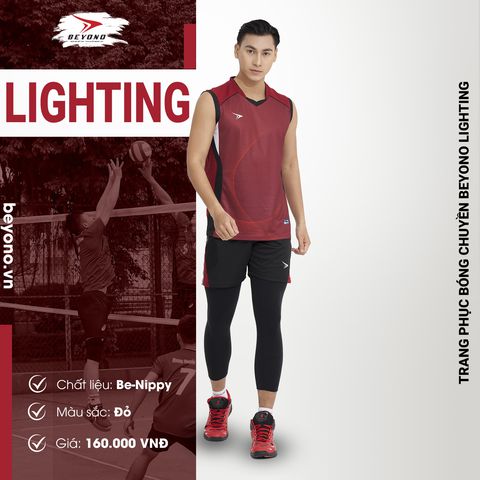 BEYONO
LIGHTING
beyono.vn
Chất liệu: Be-Nippy
Màu sắc: Đỏ
Giá: 160.000 VNĐ
TRANG PHỤC BÓNG CHUYỀN BEYONO LIGHTING
7